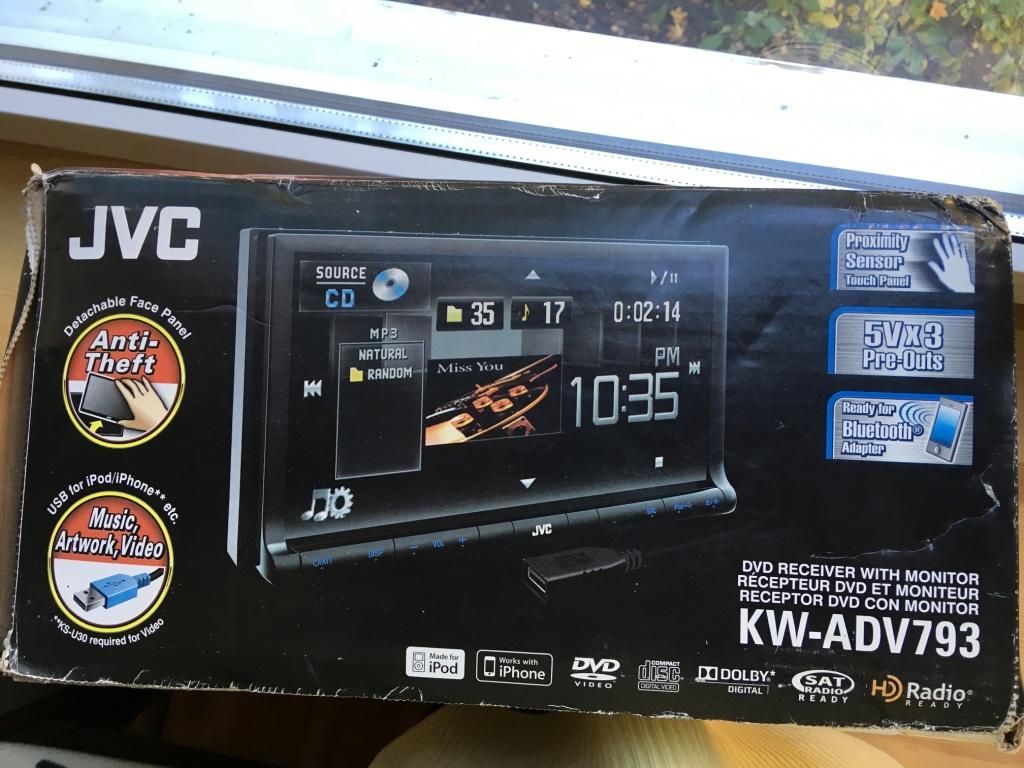 JVC
Detachable Face Panel
Anti-
Theft
USB for iPod/iPhone** etc.
Music,
Artwork, Video
**KS-U30 required for Video
SOURCE
CD
35
17
0:02:14
MP3
NATURAL
RANDOM
Miss You
PM
10:35
DISP
VOL
JVC
Proximity
Sensor
Touch Panel
5Vx3
Pre-Outs
Ready for
Bluetooth®
Adapter
DVD RECEIVER WITH MONITOR
RÉCEPTEUR DVD ET MONITEUR
RECEPTOR DVD CON MONITOR
KW-ADV793
Made for
iPod
Works with
iPhone
DVD
VIDEO
COMPACT
disc
DIGITAL VIDEO
DOLBY*
DIGITAL
SAT
RADIO
READY
HD Radio®
READY